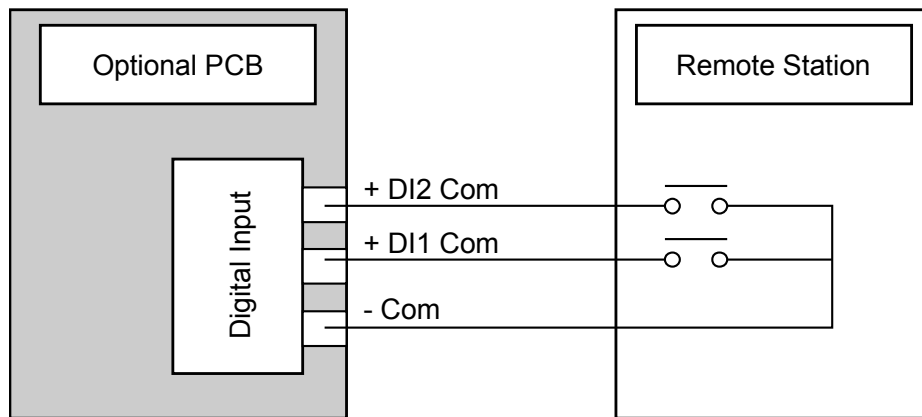 Optional PCB
Remote Station
Digital Input
+ DI2 Com
+ DI1 Com
- Com